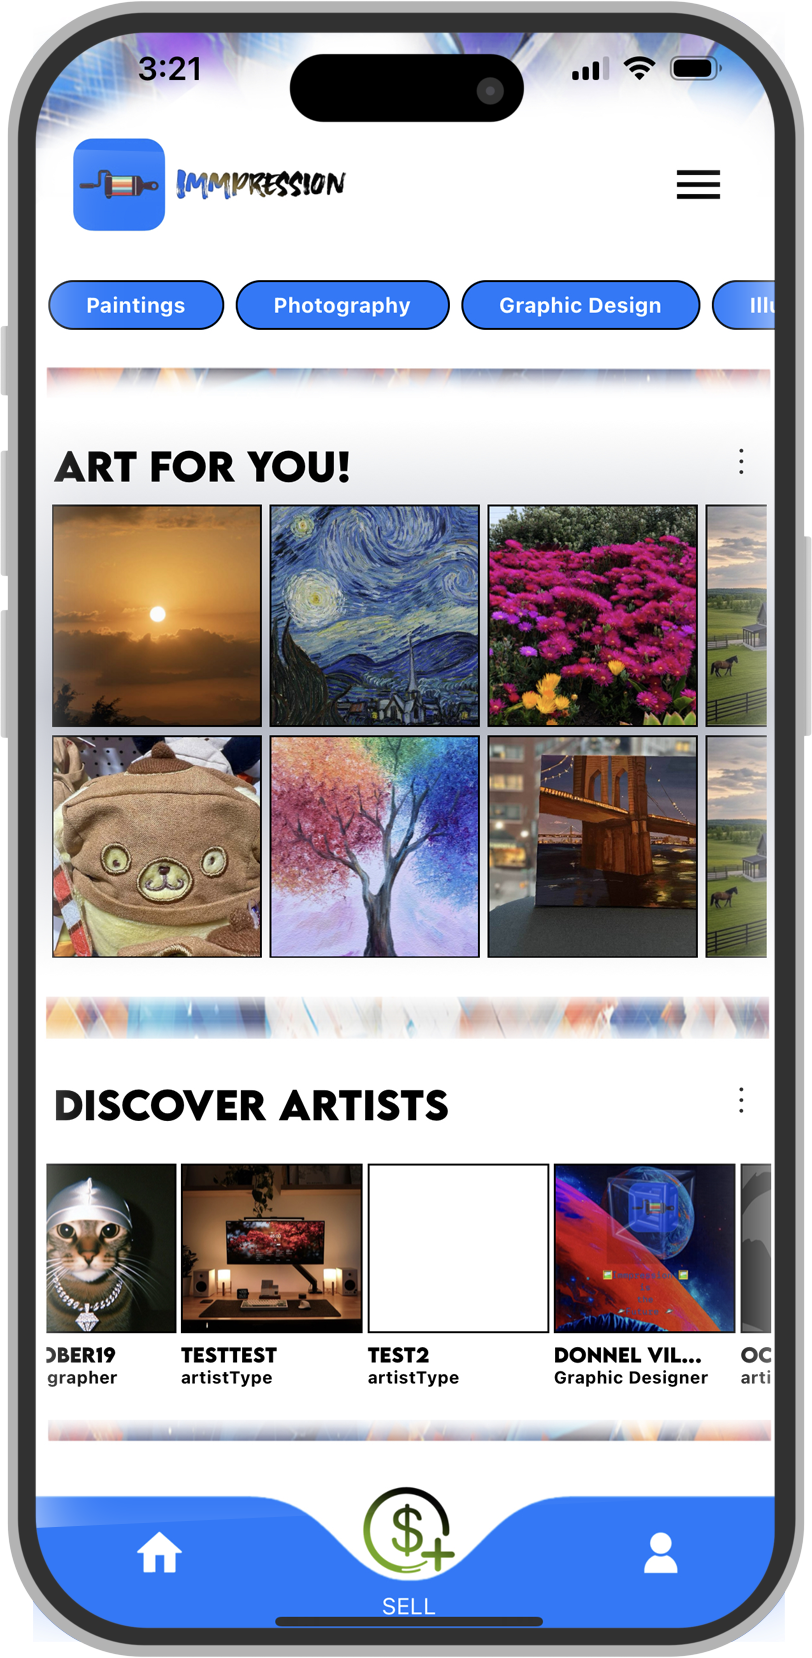 3:21
IMMPRESSION
Paintings
Photography
Graphic Design
Illu
ART FOR YOU!
DISCOVER ARTISTS
OBER19
TESTTEST
TEST2
DONNEL VIL...
OC
grapher
artistType
artistType
Graphic Designer
arti
SELL